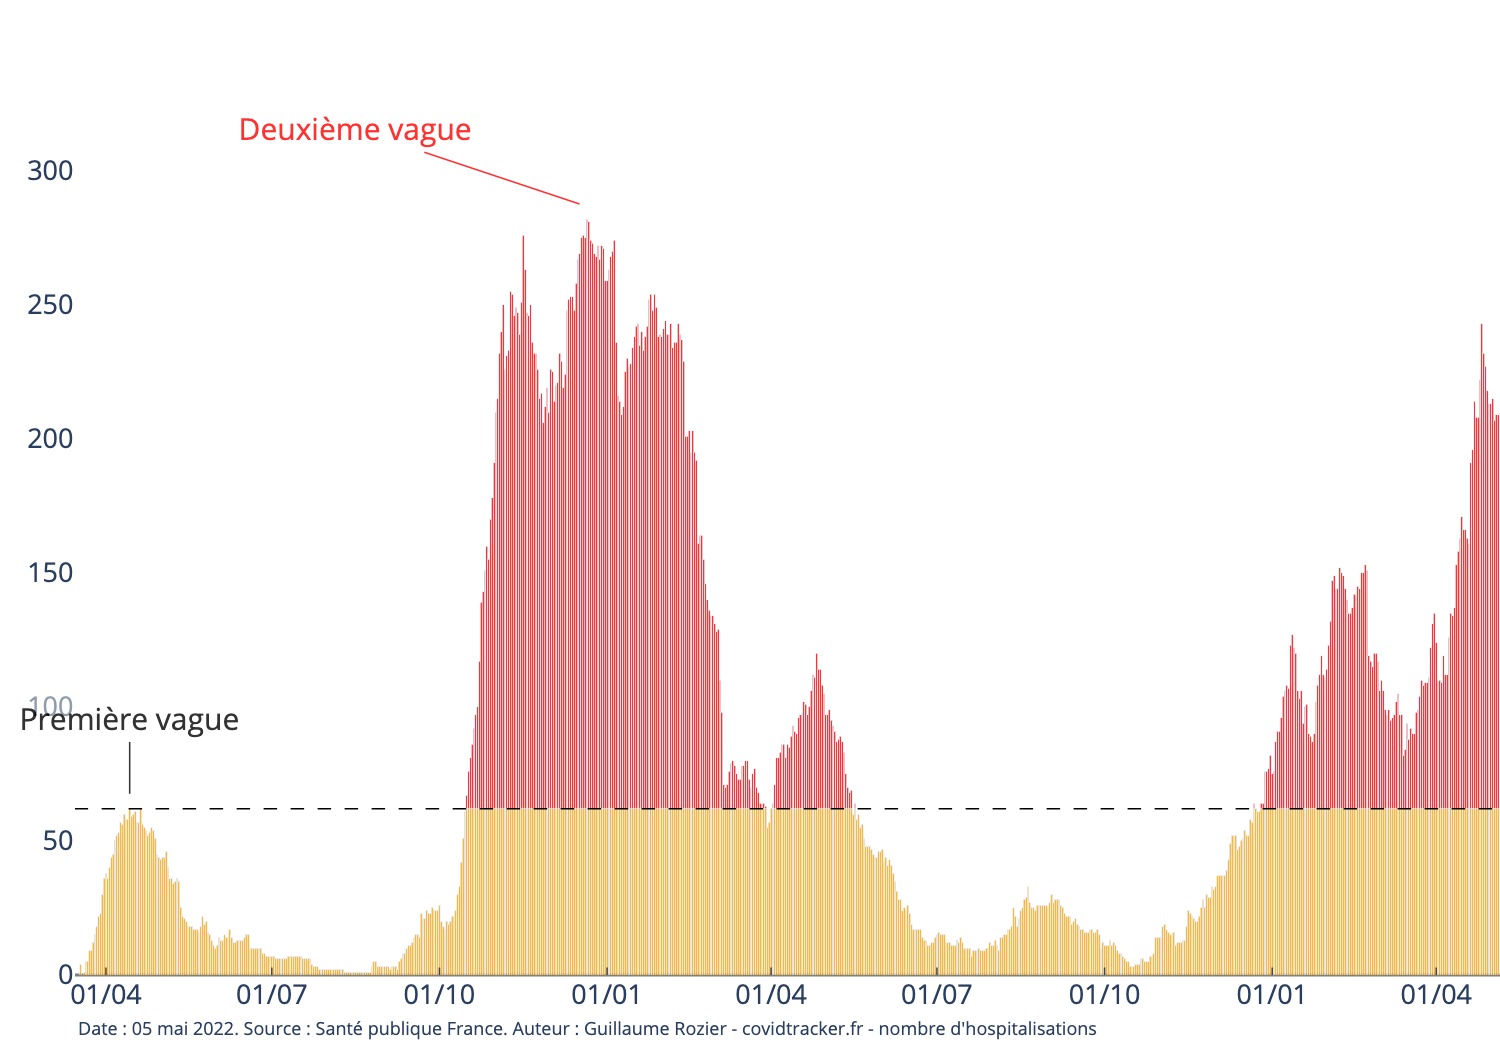 Deuxième vague
300
250
200
150
100
Première vague
50
0
01/04 01/07 01/10 01/01 01/04 01/07 01/10 01/01 01/04
Date : 05 mai 2022. Source : Santé publique France. Auteur : Guillaume Rozier - covidtracker.fr - nombre d'hospitalisations